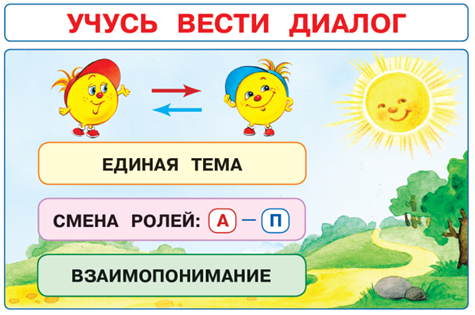 УЧУСЬ ВЕСТИ ДИАЛОГ
ЕДИНАЯ ТЕМА
СМЕНА РОЛЕЙ: А – П
ВЗАИМОПОНИМАНИЕ